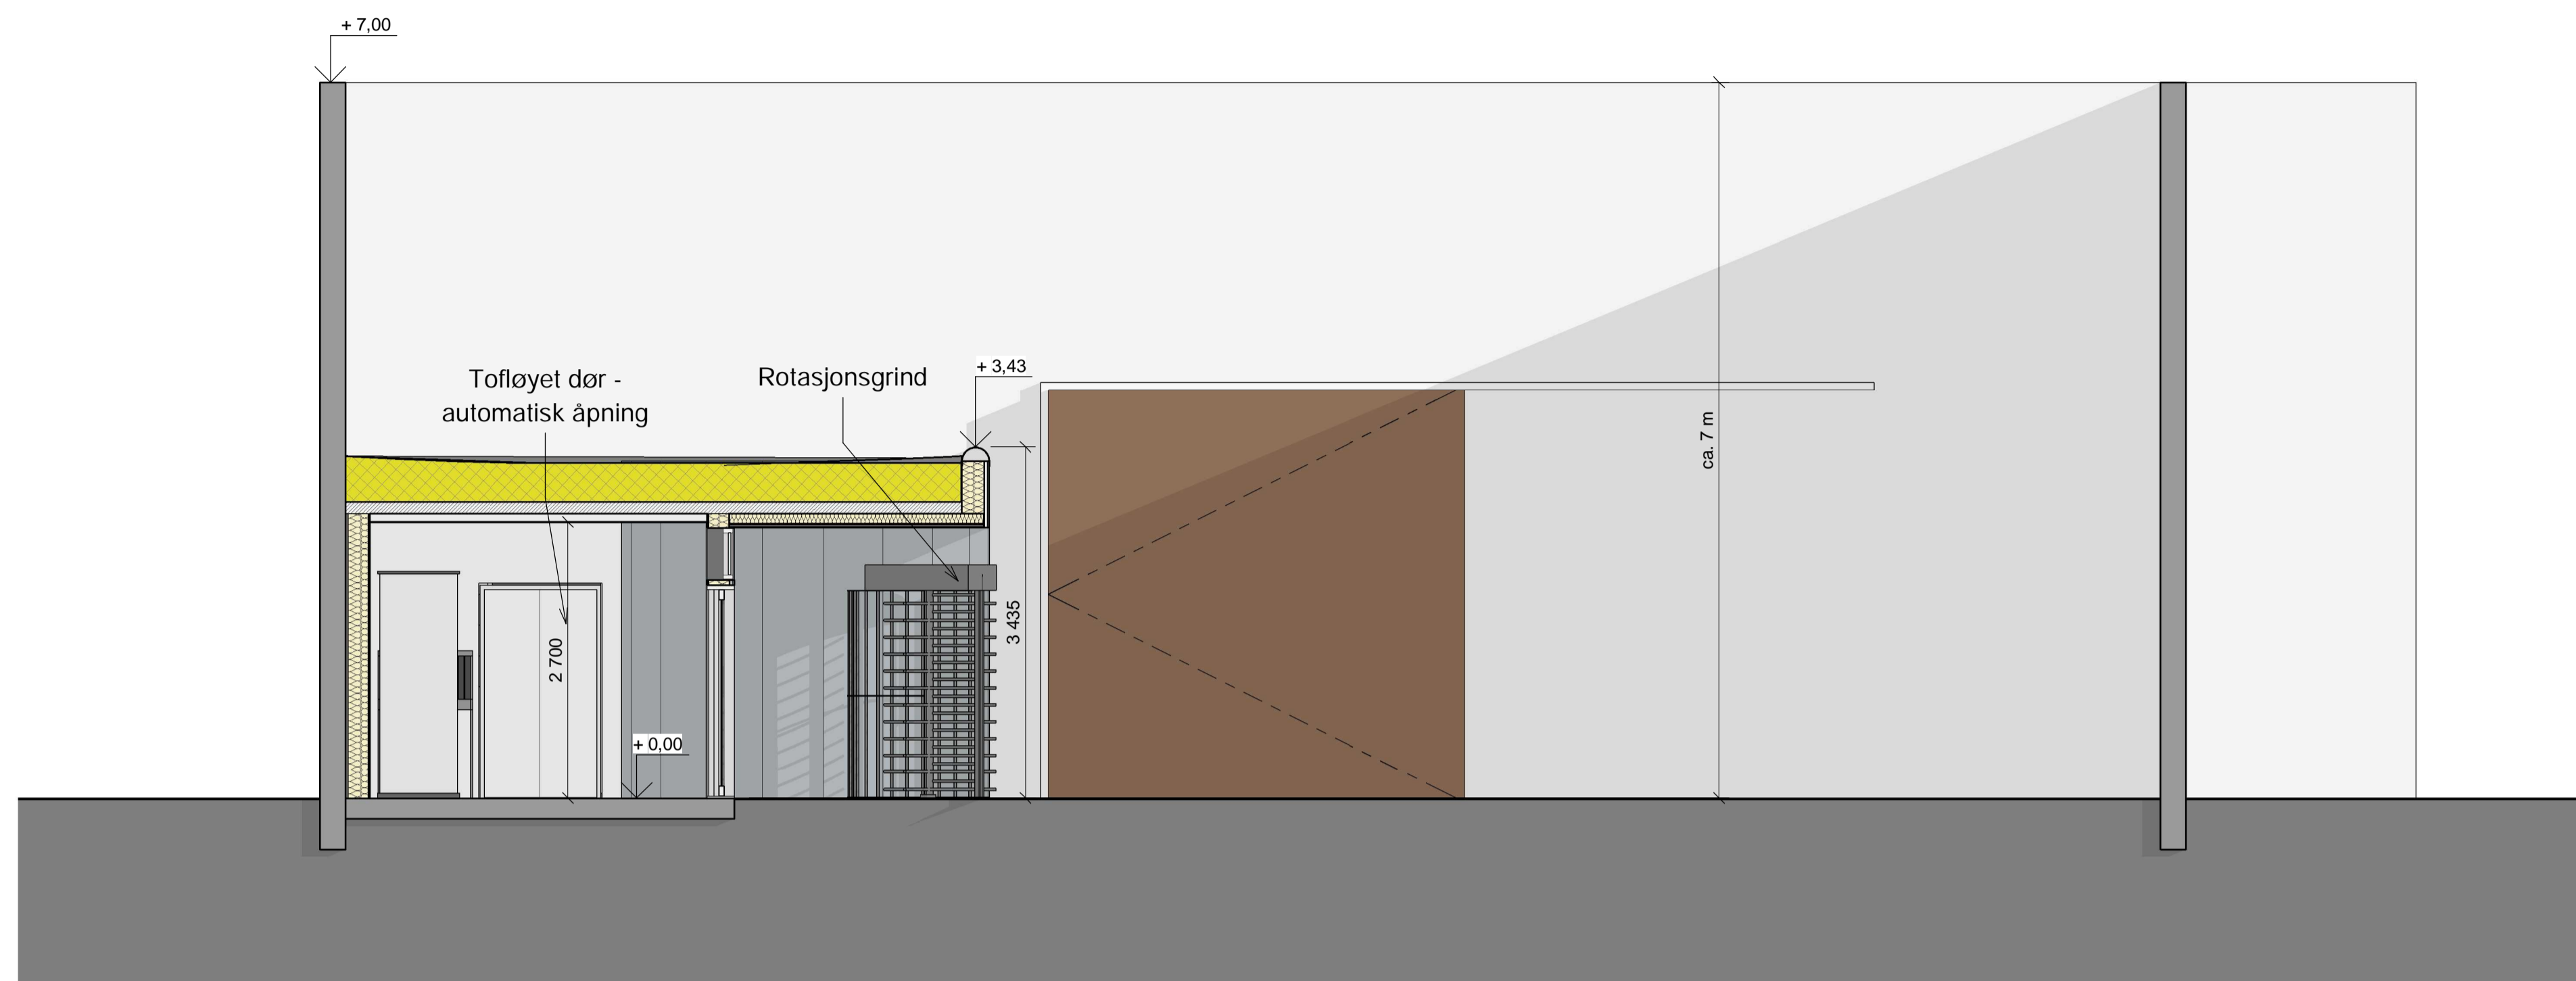 + 7,00
+ 3,43
Tofløyet dør -
automatisk åpning
Rotasjonsgrind
ca. 7 m
3 435
2 700
+ 0,00